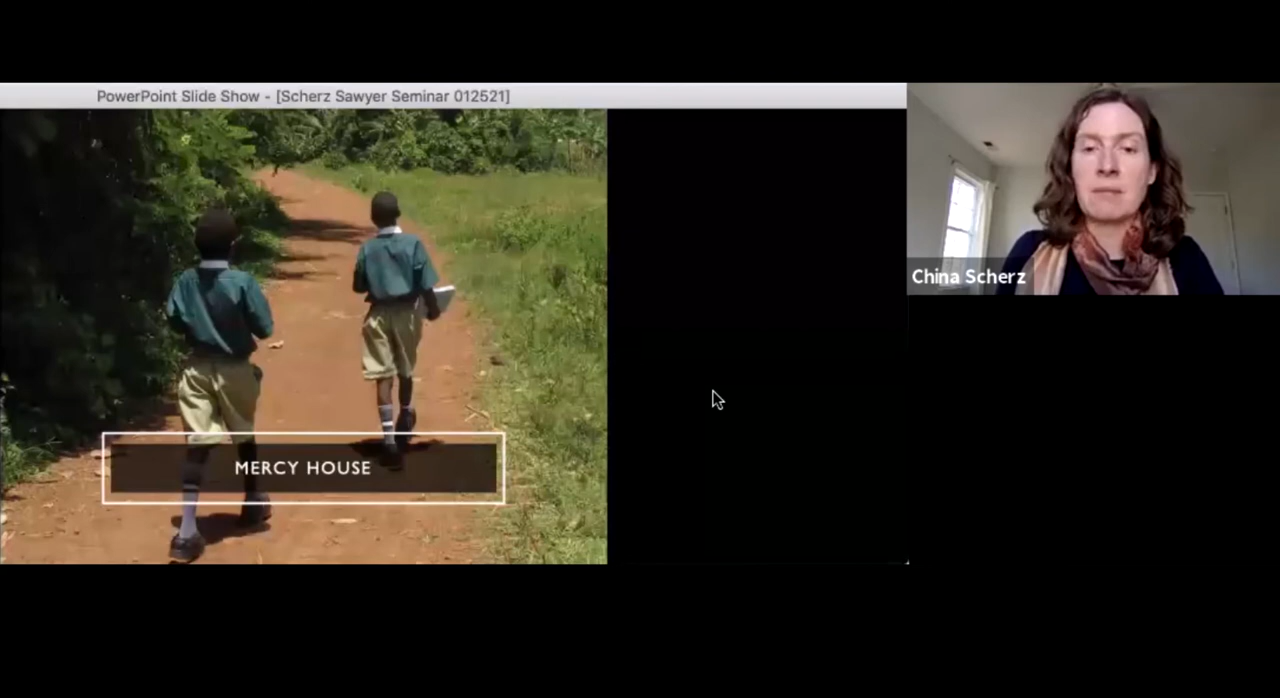 PowerPoint Slide Show - [Scherz Sawyer Seminar 012521]
China Scherz
MERCY HOUSE